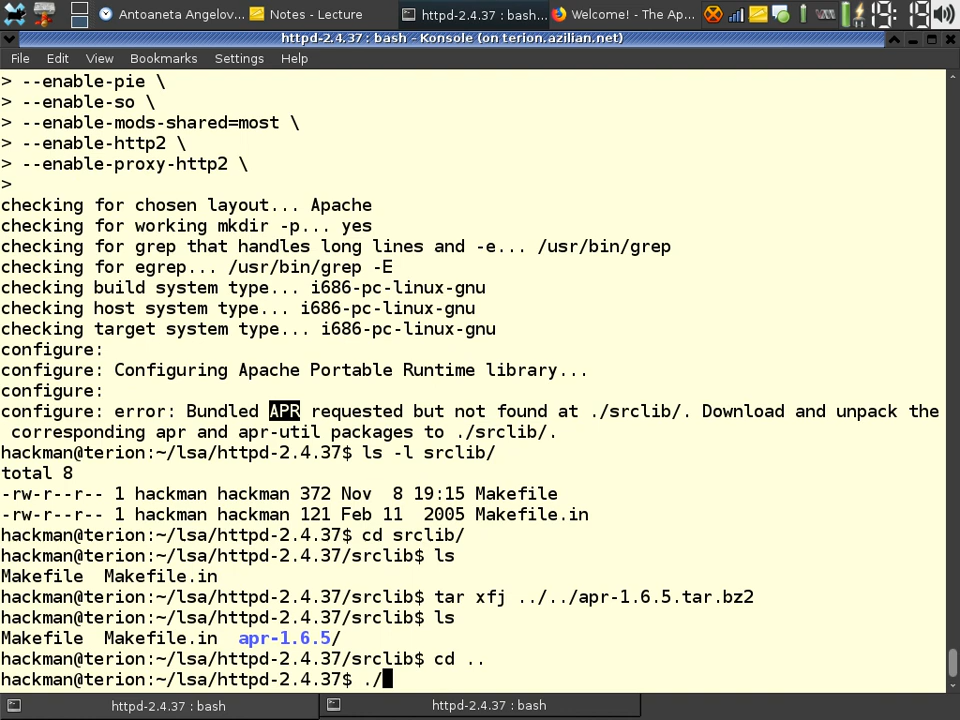 Antoaneta Angelov...
Notes - Lecture
httpd-2.4.37 : bash...
Welcome! - The Ap...
19:19
httpd-2.4.37 : bash - Konsole (on terion.azilian.net)
File Edit View Bookmarks Settings Help
> --enable-pie \
> --enable-so \
> --enable-mods-shared=most \
> --enable-http2 \
> --enable-proxy-http2 \
>
checking for chosen layout... Apache
checking for working mkdir -p... yes
checking for grep that handles long lines and -e... /usr/bin/grep
checking for egrep... /usr/bin/grep -E
checking build system type... i686-pc-linux-gnu
checking host system type... i686-pc-linux-gnu
checking target system type... i686-pc-linux-gnu
configure:
configure: Configuring Apache Portable Runtime library...
configure:
configure: error: Bundled APR requested but not found at ./srclib/. Download and unpack the
corresponding apr and apr-util packages to ./srclib/.
hackman@terion:~/lsa/httpd-2.4.37$ ls -l srclib/
total 8
-rw-r--r-- 1 hackman hackman 372 Nov  8 19:15 Makefile
-rw-r--r-- 1 hackman hackman 121 Feb 11  2005 Makefile.in
hackman@terion:~/lsa/httpd-2.4.37$ cd srclib/
hackman@terion:~/lsa/httpd-2.4.37/srclib$ ls
Makefile  Makefile.in
hackman@terion:~/lsa/httpd-2.4.37/srclib$ tar xfj ../../apr-1.6.5.tar.bz2
hackman@terion:~/lsa/httpd-2.4.37/srclib$ ls
Makefile  Makefile.in  apr-1.6.5/
hackman@terion:~/lsa/httpd-2.4.37/srclib$ cd ..
hackman@terion:~/lsa/httpd-2.4.37$ ./
httpd-2.4.37 : bash
httpd-2.4.37 : bash